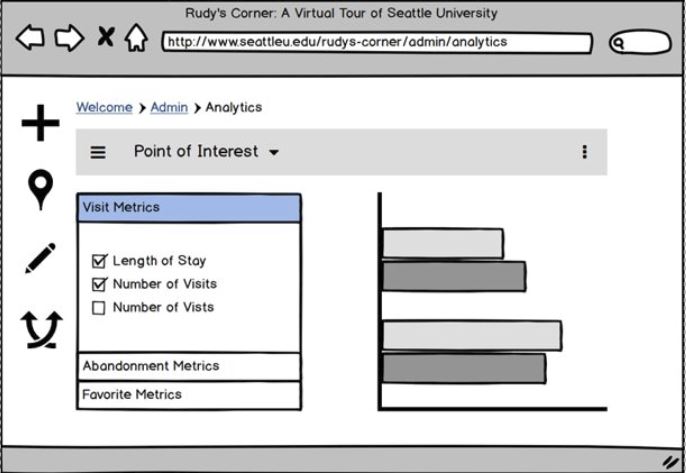 Rudy's Corner: A Virtual Tour of Seattle University
http://www.seattleu.edu/rudys-corner/admin/analytics
Welcome > Admin > Analytics
Point of Interest
Visit Metrics
Length of Stay
Number of Visits
Number of Vists
Abandonment Metrics
Favorite Metrics